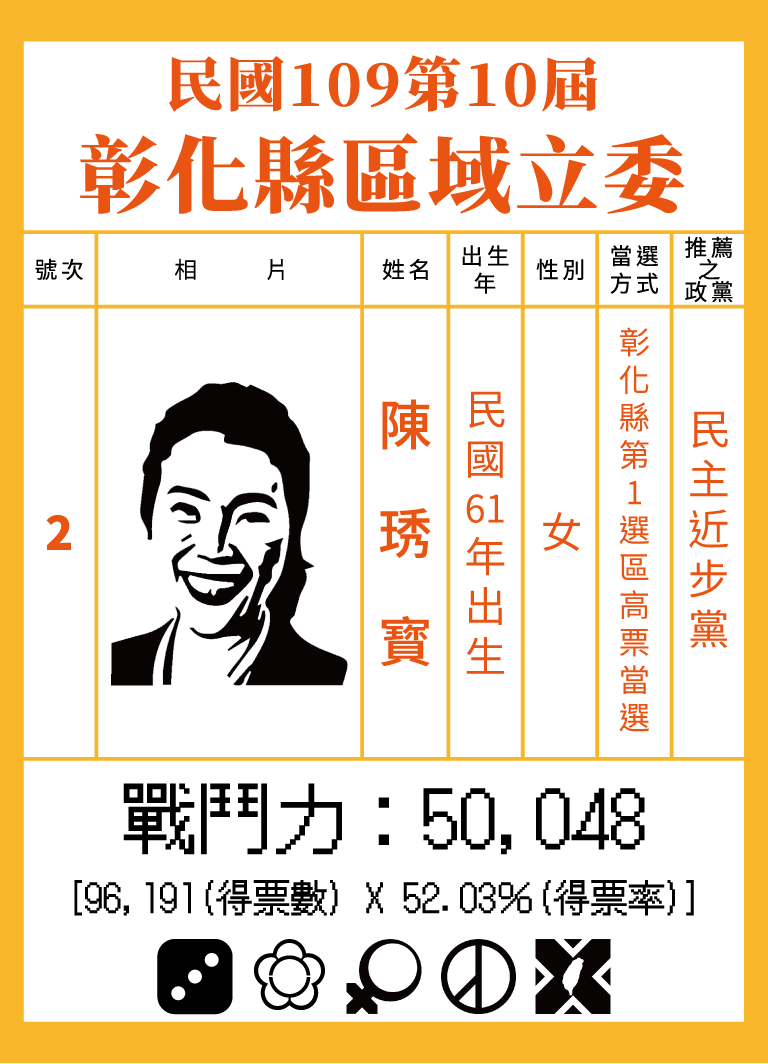 民國109第10屆
彰化縣區域立委
號次
相片
姓名
出生
年
性別
當選
方式
推薦
之
政黨
2
陳琇寶
民國61年出生
女
彰化縣第1選區高票當選
民主近步黨
戰鬥力：50,048
[96,191(得票數) X 52.03%(得票率)]